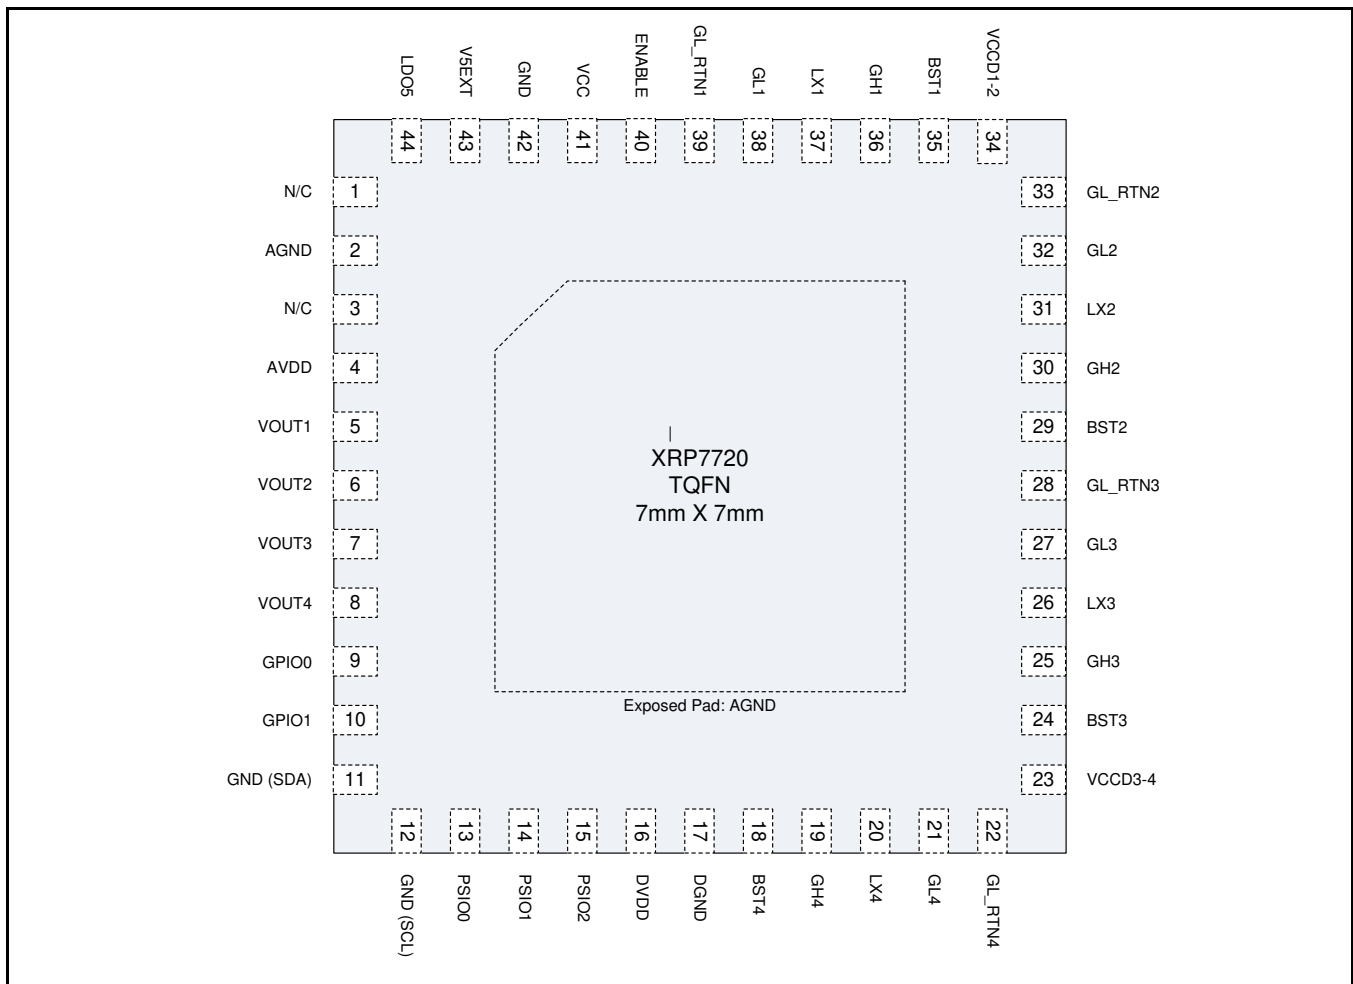 LDO5
V5EXT
GND
VCC
ENABLE
GL_RTN1
GL1
LX1
GH1
BST1
VCCD1-2
44
43
42
41
40
39
38
37
36
35
34
N/C 1
AGND 2
N/C 3
AVDD 4
VOUT1 5
VOUT2 6
VOUT3 7
VOUT4 8
GPIO0 9
GPIO1 10
GND (SDA) 11
33 GL_RTN2
32 GL2
31 LX2
30 GH2
29 BST2
28 GL_RTN3
27 GL3
26 LX3
25 GH3
24 BST3
23 VCCD3-4
XRP7720
TQFN
7mm X 7mm
Exposed Pad: AGND
12
13
14
15
16
17
18
19
20
21
22
GND (SCL)
PSIO0
PSIO1
PSIO2
DVDD
DGND
BST4
GH4
LX4
GL4
GL_RTN4